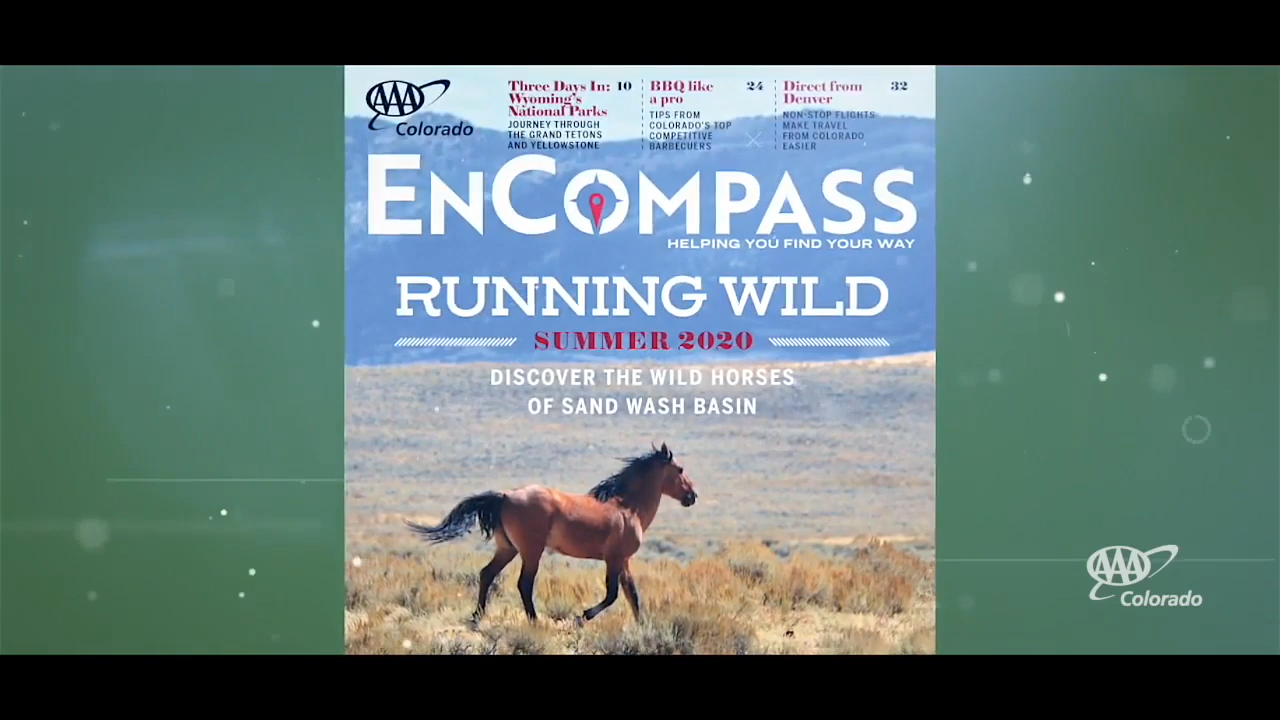 AAA
Colorado
Three Days In: 10
Wyoming's
National Parks
JOURNEY THROUGH
THE GRAND TETONS
AND YELLOWSTONE
BBQ like 24
a pro
TIPS FROM
COLORADO'S TOP
COMPETITIVE
BARBECUERS
Direct from 32
Denver
NON-STOP FLIGHTS
MAKE TRAVEL
FROM COLORADO
EASIER
ENCOMPASS
HELPING YOU FIND YOUR WAY
RUNNING WILD
SUMMER 2020
DISCOVER THE WILD HORSES
OF SAND WASH BASIN
AAA
Colorado